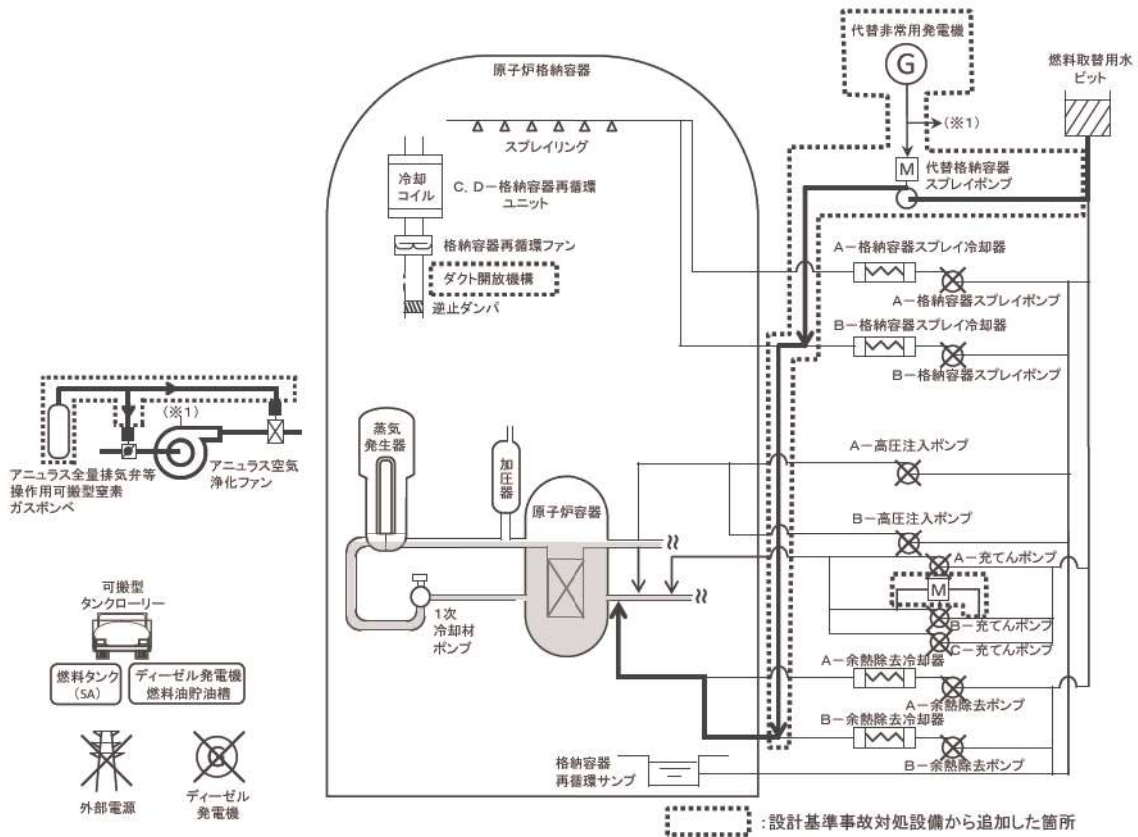 代替非常用発電機
G
(※1)
燃料取替用水
ピット
M
代替格納容器
スプレイポンプ
原子炉格納容器
スプレイリング
冷却
コイル
C,D-格納容器再循環
ユニット
格納容器再循環ファン
ダクト開放機構
逆止ダンパ
A-格納容器スプレイ冷却器
A-格納容器スプレイポンプ
B-格納容器スプレイ冷却器
B-格納容器スプレイポンプ
(※1)
アニュラス全量排気弁等
操作用可搬型窒素
ガスボンベ
アニュラス空気
浄化ファン
蒸気
発生器
加圧器
原子炉容器
1次
冷却材
ポンプ
A-高圧注入ポンプ
B-高圧注入ポンプ
A-充てんポンプ
M
B-充てんポンプ
C-充てんポンプ
A-余熱除去冷却器
A-余熱除去ポンプ
B-余熱除去冷却器
B-余熱除去ポンプ
格納容器
再循環サンプ
可搬型
タンクローリー
燃料タンク
(SA)
ディーゼル発電機
燃料油貯油槽
外部電源
ディーゼル
発電機
:設計基準事故対処設備から追加した箇所